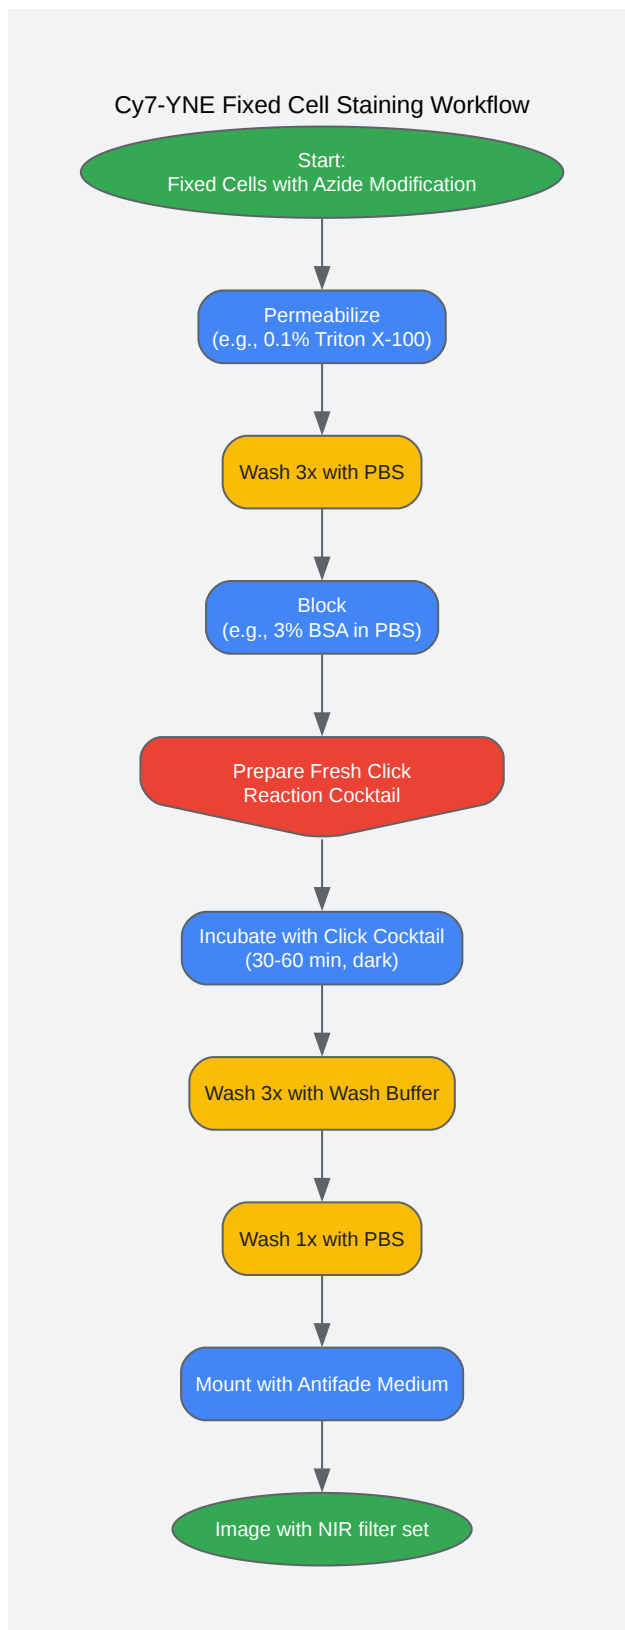 Cy7-YNE Fixed Cell Staining Workflow
Start:
Fixed Cells with Azide Modification
Permeabilize
(e.g., 0.1% Triton X-100)
Wash 3x with PBS
Block
(e.g., 3% BSA in PBS)
Prepare Fresh Click
Reaction Cocktail
Incubate with Click Cocktail
(30-60 min, dark)
Wash 3x with Wash Buffer
Wash 1x with PBS
Mount with Antifade Medium
Image with NIR filter set